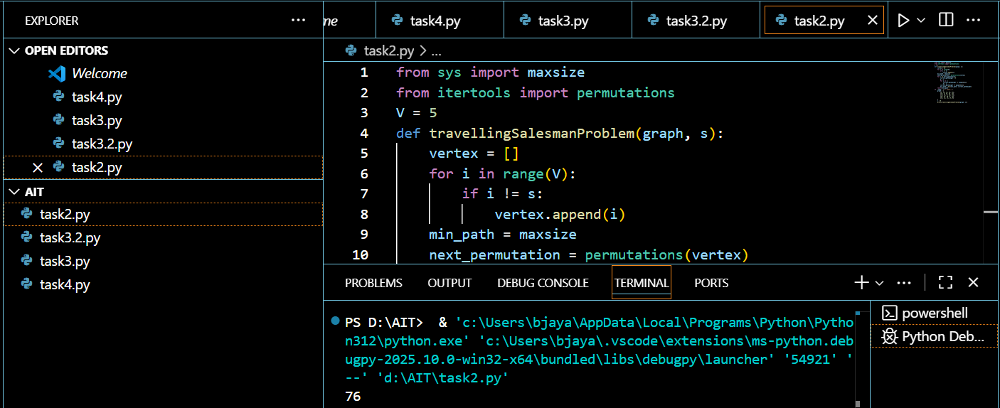 EXPLORER
OPEN EDITORS
Welcome
task4.py
task3.py
task3.2.py
task2.py
AIT
task2.py
task3.2.py
task3.py
task4.py
me task4.py task3.py task3.2.py task2.py
task2.py > ...
1 from sys import maxsize
2 from itertools import permutations
3 V = 5
4 def travellingSalesmanProblem(graph, s):
5 vertex = []
6 for i in range(V):
7 if i != s:
8 vertex.append(i)
9 min_path = maxsize
10 next_permutation = permutations(vertex)
PROBLEMS OUTPUT DEBUG CONSOLE TERMINAL PORTS
PS D:\AIT>  & 'c:\Users\bjaya\AppData\Local\Programs\Python\Pytho
n312\python.exe' 'c:\Users\bjaya\.vscode\extensions\ms-python.deb
ugpy-2025.10.0-win32-x64\bundled\libs\debugpy\launcher' '54921' '
--' 'd:\AIT\task2.py'
76
powershell
Python Deb...